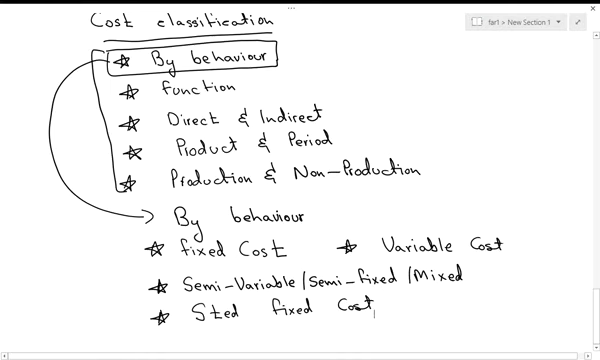 Cost classification
far1 > New Section 1
☆ By behaviour
☆ Function
☆ Direct & Indirect
☆ Product & Period
☆ Production & Non-Production
By behaviour
☆ fixed Cost ☆ Variable Cost
☆ Semi-Variable/Semi-fixed/Mixed
☆ Sted fixed Cost